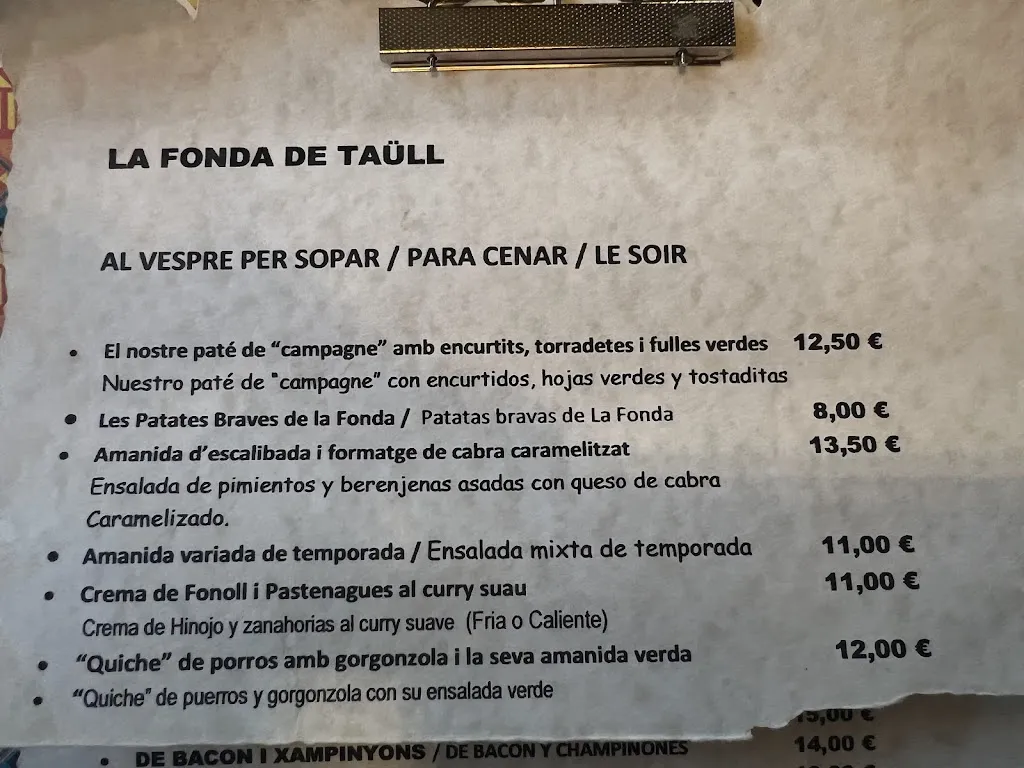 LA FONDA DE TAÜLL
AL VESPRE PER SOPAR / PARA CENAR / LE SOIR
• El nostre paté de “campagne” amb encurtits, torradetes i fulles verdes 12,50 €
Nuestro paté de “campagne” con encurtidos, hojas verdes y tostaditas
• Les Patates Braves de la Fonda / Patatas bravas de La Fonda 8,00 €
• Amanida d’escalibada i formatge de cabra caramelitzat 13,50 €
Ensalada de pimientos y berenjenas asadas con queso de cabra
Caramelizado.
• Amanida variada de temporada / Ensalada mixta de temporada 11,00 €
• Crema de Fonoll i Pastenagues al curry suau 11,00 €
Crema de Hinojo y zanahorias al curry suave (Fria o Caliente)
• “Quiche” de porros amb gorgonzola i la seva amanida verda 12,00 €
• “Quiche” de puerros y gorgonzola con su ensalada verde
15,00 €
• DE BACON I XAMPINYONS / DE BACON Y CHAMPIÑONES 14,00 €